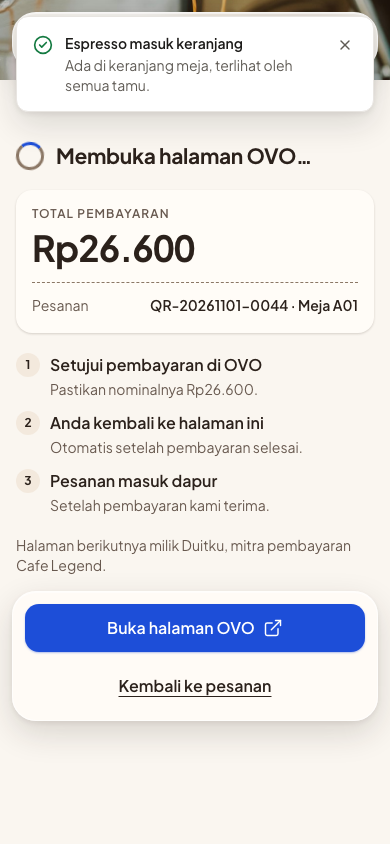 Espresso masuk keranjang
Ada di keranjang meja, terlihat oleh
semua tamu.
Membuka halaman OVO…
TOTAL PEMBAYARAN
Rp26.600
Pesanan QR-20261101-0044 · Meja A01
1 Setujui pembayaran di OVO
Pastikan nominalnya Rp26.600.
2 Anda kembali ke halaman ini
Otomatis setelah pembayaran selesai.
3 Pesanan masuk dapur
Setelah pembayaran kami terima.
Halaman berikutnya milik Duitku, mitra pembayaran
Cafe Legend.
Buka halaman OVO
Kembali ke pesanan